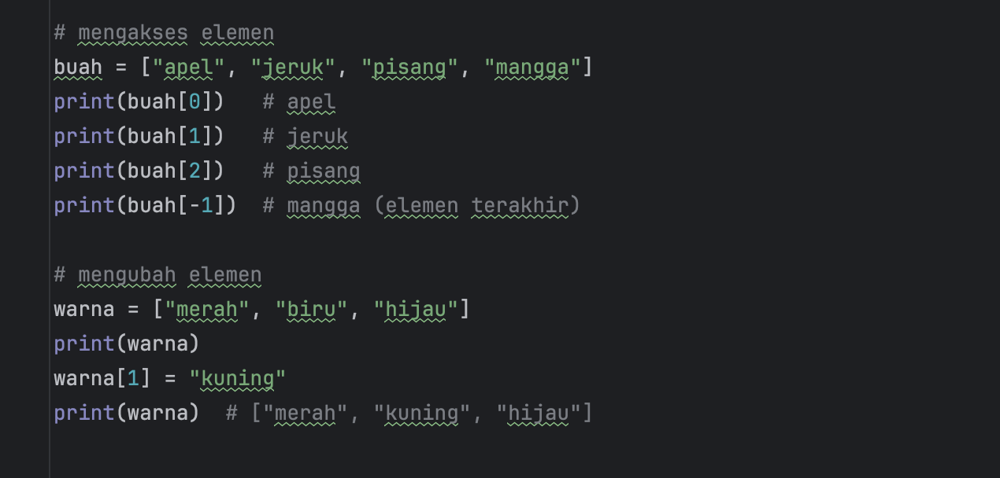 # mengakses elemen
buah = ["apel", "jeruk", "pisang", "mangga"]
print(buah[0])   # apel
print(buah[1])   # jeruk
print(buah[2])   # pisang
print(buah[-1])  # mangga (elemen terakhir)
# mengubah elemen
warna = ["merah", "biru", "hijau"]
print(warna)
warna[1] = "kuning"
print(warna)  # ["merah", "kuning", "hijau"]